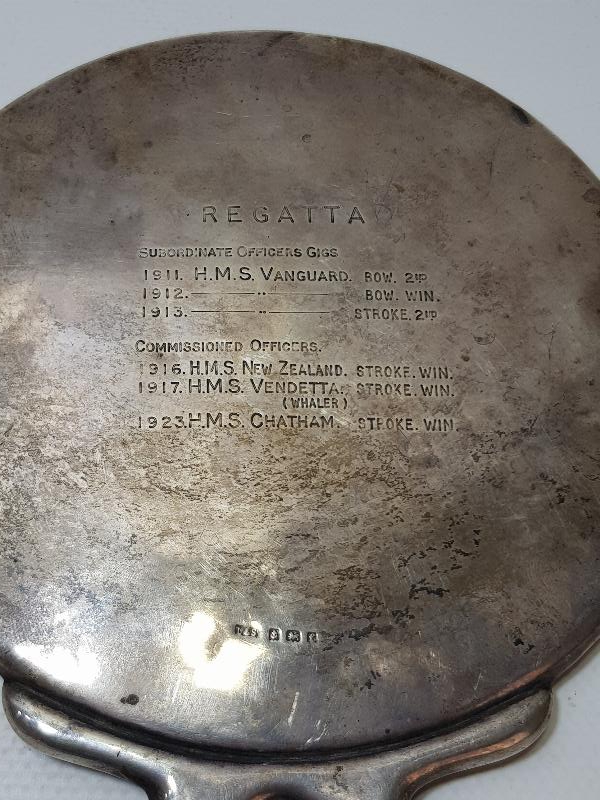 REGATTA
SUBORDINATE OFFICERS GIGS
1911. H.M.S. VANGUARD. BOW. 2ND
1912. ——— " ——— BOW. WIN.
1913. ——— " ——— STROKE. 2ND
COMMISSIONED OFFICERS.
1916. H.M.S. NEW ZEALAND. STROKE. WIN.
1917. H.M.S. VENDETTA. STROKE. WIN.
(WHALER)
1923. H.M.S. CHATHAM. STROKE. WIN.